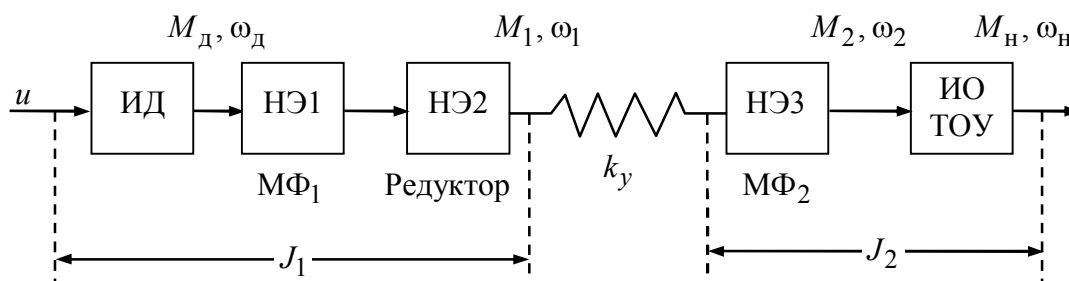 M_д, ω_д
M_1, ω_1
M_2, ω_2
M_н, ω_н
u
ИД
НЭ1
НЭ2
НЭ3
ИО
ТОУ
МФ_1
Редуктор
k_y
МФ_2
J_1
J_2